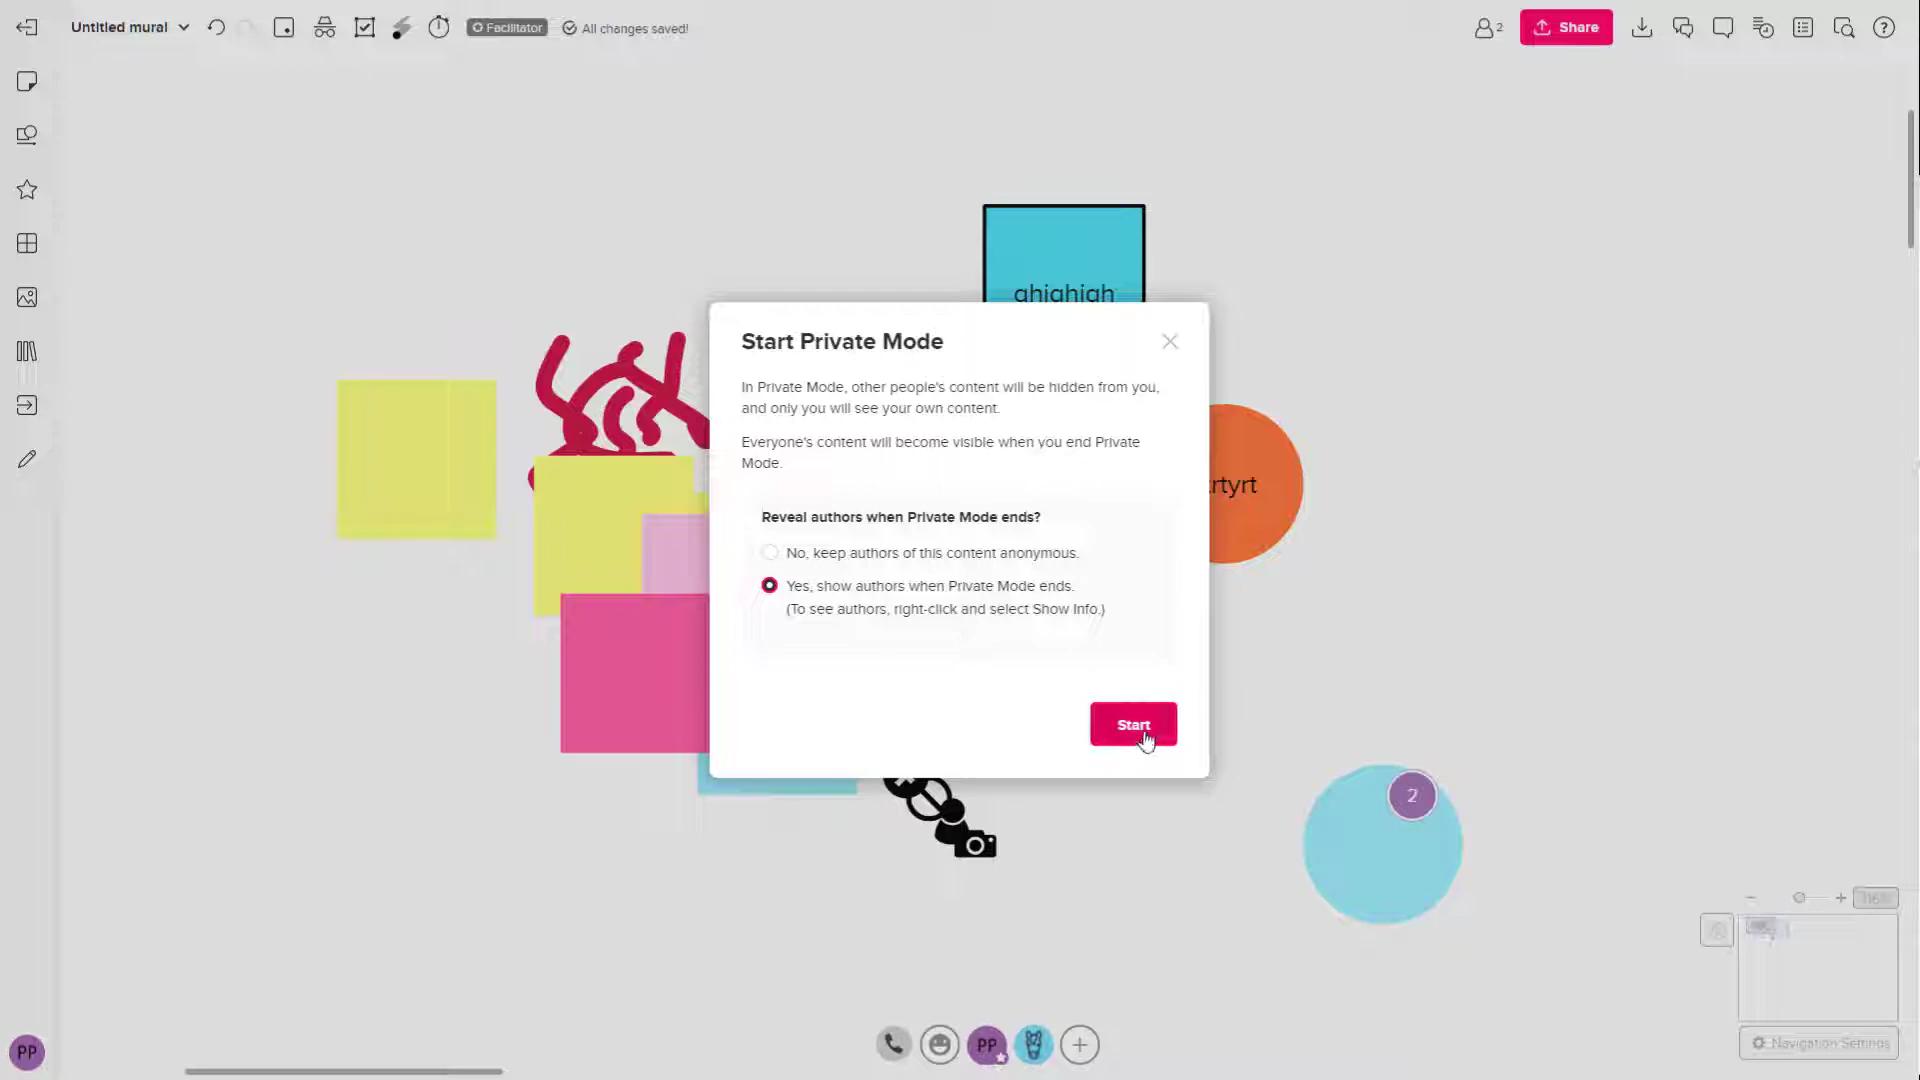 Untitled mural
Facilitator
All changes saved!
2
Share
ahjahjgh
Start Private Mode
In Private Mode, other people's content will be hidden from you,
and only you will see your own content.
Everyone's content will become visible when you end Private
Mode.
rtyrt
Reveal authors when Private Mode ends?
No, keep authors of this content anonymous.
Yes, show authors when Private Mode ends.
(To see authors, right-click and select Show Info.)
Start
2
PP
PP
Navigation Settings